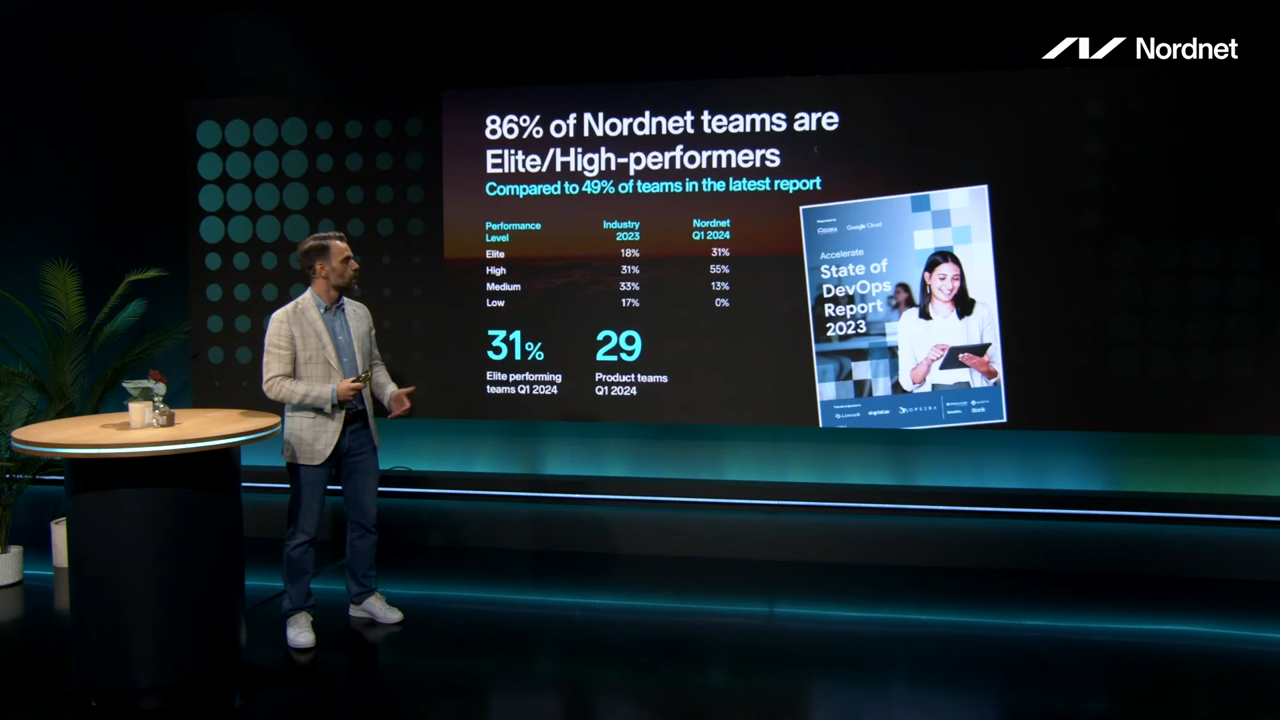 Nordnet
86% of Nordnet teams are
Elite/High-performers
Compared to 49% of teams in the latest report
Performance Level Industry 2023 Nordnet Q1 2024
Elite 18% 31%
High 31% 55%
Medium 33% 13%
Low 17% 0%
31% 29
Elite performing Product teams
teams Q1 2024 Q1 2024
Google Cloud
Accelerate
State of
DevOps
Report
2023